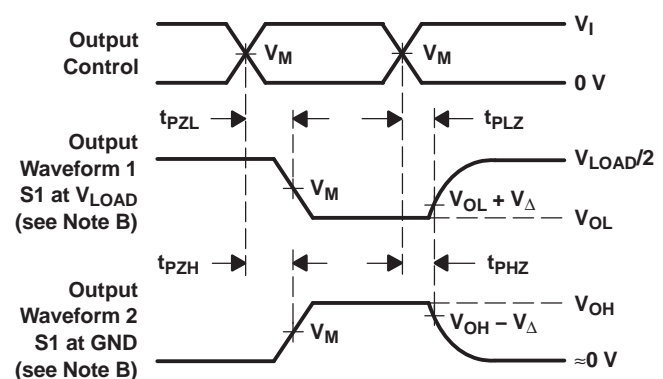 Output
Control
V_M
V_M
V_I
0 V
t_PZL
t_PLZ
Output
Waveform 1
S1 at V_LOAD
(see Note B)
V_M
V_LOAD/2
V_OL + V_Δ
V_OL
t_PZH
t_PHZ
Output
Waveform 2
S1 at GND
(see Note B)
V_M
V_OH
V_OH − V_Δ
≈0 V